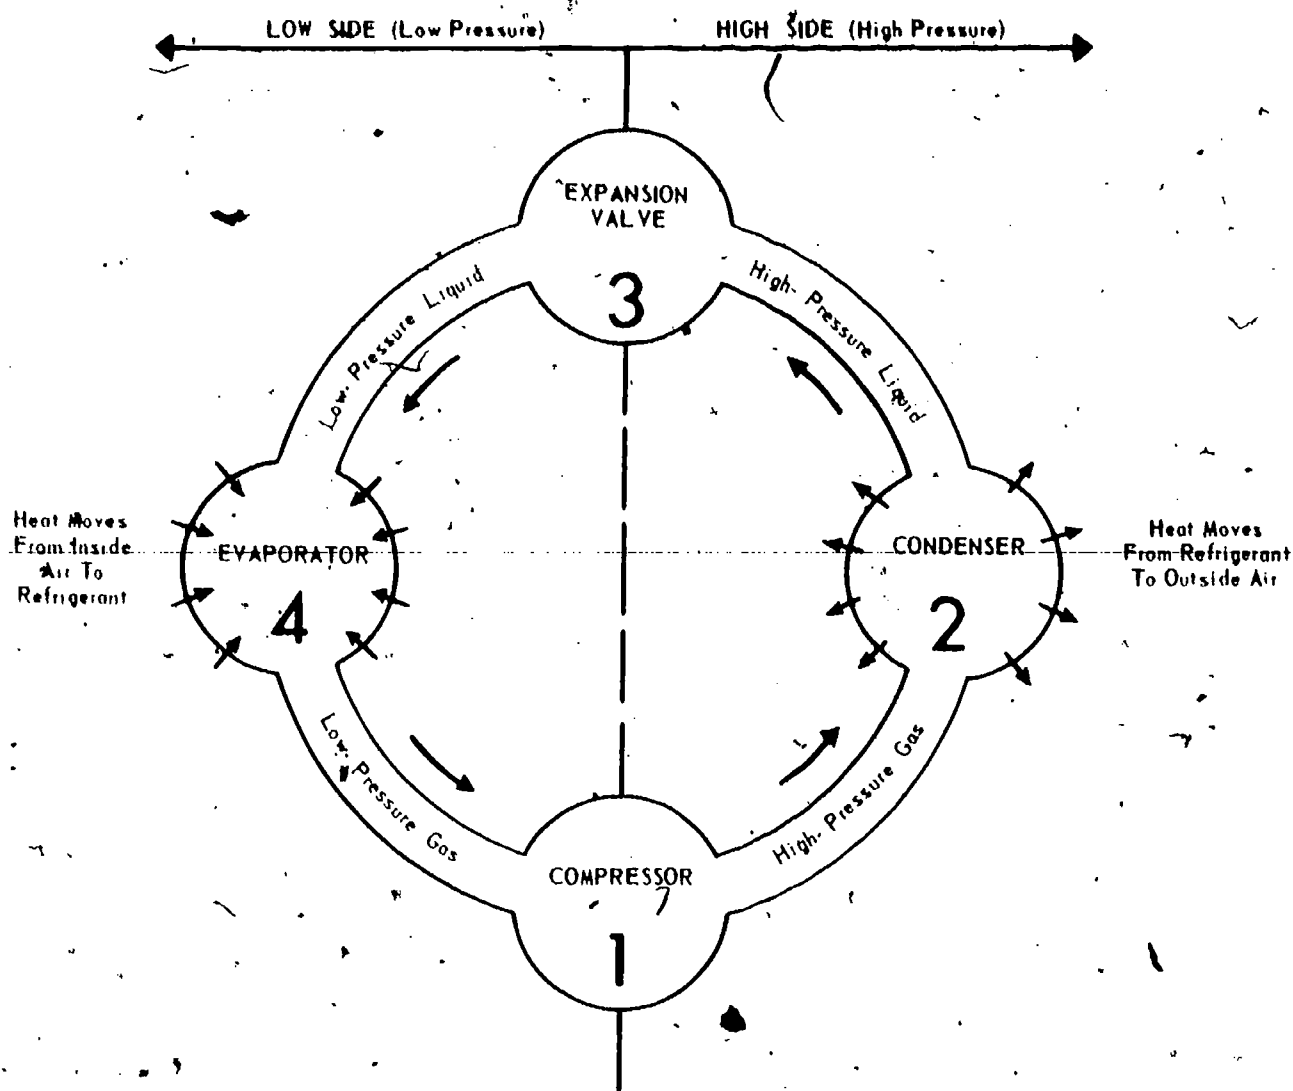 LOW SIDE (Low Pressure)
HIGH SIDE (High Pressure)
EXPANSION
VALVE
3
Low-Pressure Liquid
High-Pressure Liquid
Heat Moves
From Inside
Air To
Refrigerant
EVAPORATOR
4
CONDENSER
2
Heat Moves
From Refrigerant
To Outside Air
Low-Pressure Gas
High-Pressure Gas
COMPRESSOR
1